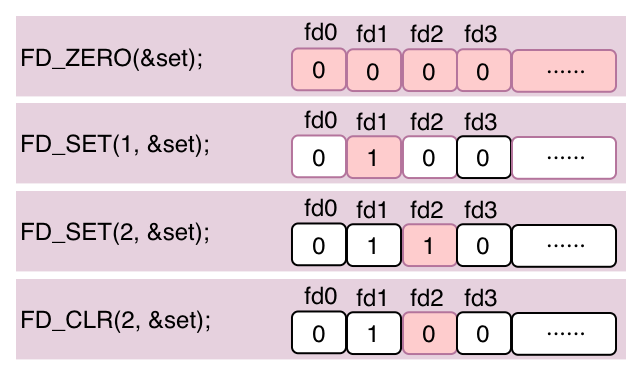 fd0 fd1 fd2 fd3
FD_ZERO(&set); 0 0 0 0 ......
fd0 fd1 fd2 fd3
FD_SET(1, &set); 0 1 0 0 ......
fd0 fd1 fd2 fd3
FD_SET(2, &set); 0 1 1 0 ......
fd0 fd1 fd2 fd3
FD_CLR(2, &set); 0 1 0 0 ......